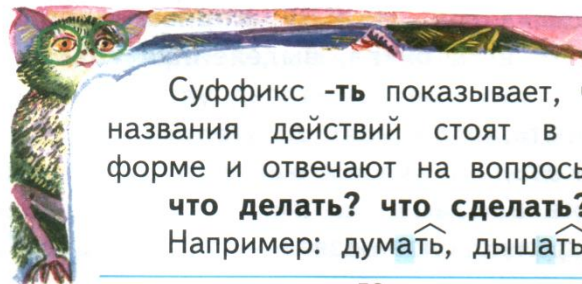 Суффикс -ть показывает,
названия действий стоят в
форме и отвечают на вопросы
что делать? что сделать?
Например: думать, дышать